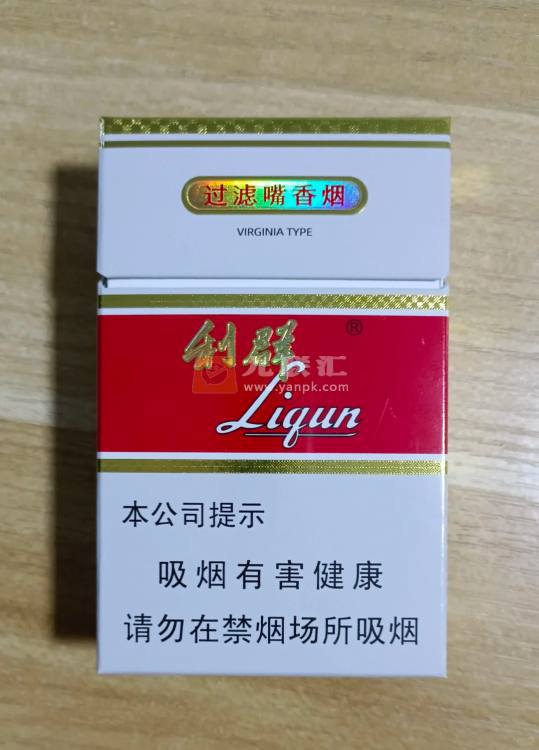 过滤嘴香烟
VIRGINIA TYPE
利群 ®
Liqun
www.yanpk.com
本公司提示
吸烟有害健康
请勿在禁烟场所吸烟